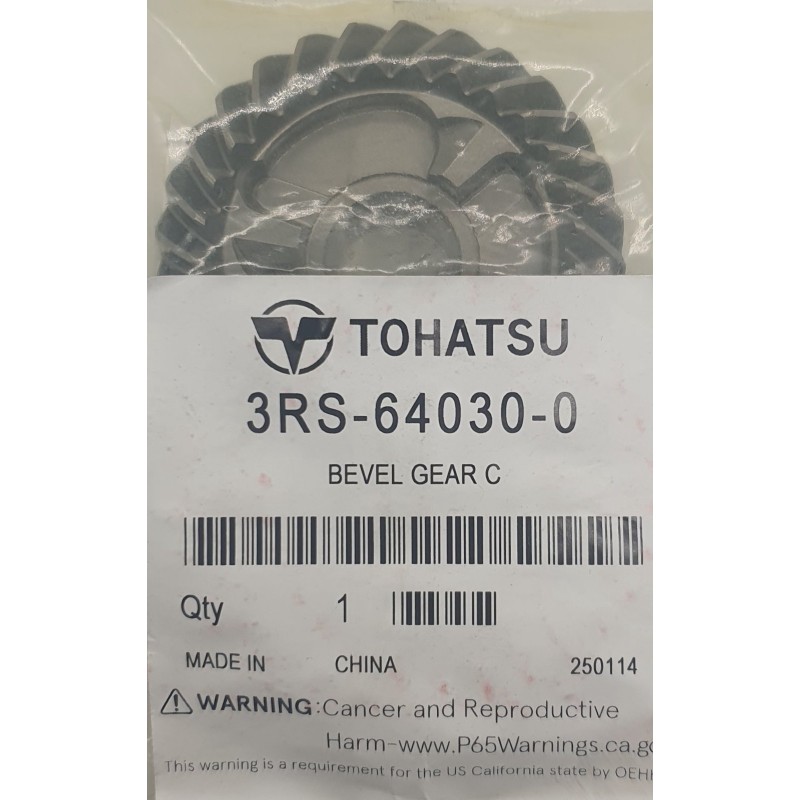 TOHATSU
3RS-64030-0
BEVEL GEAR C
Qty 1
MADE IN CHINA 250114
⚠ WARNING:Cancer and Reproductive
Harm-www.P65Warnings.ca.go
This warning is a requirement for the US California state by